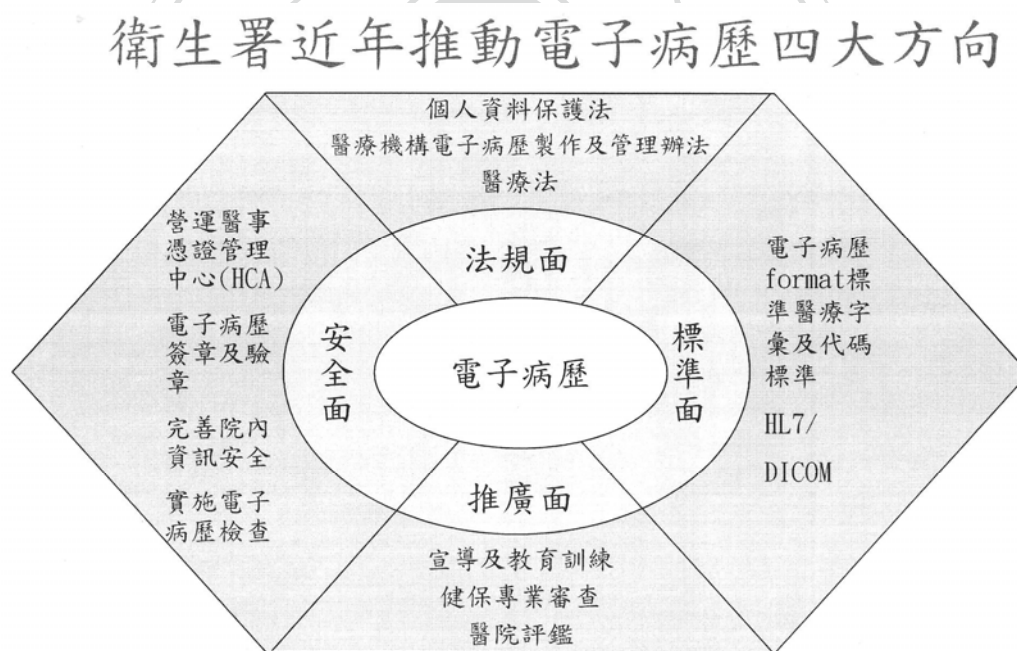 衛生署近年推動電子病歷四大方向
個人資料保護法
醫療機構電子病歷製作及管理辦法
醫療法
法規面
營運醫事
憑證管理
中心(HCA)
電子病歷
簽章及驗
章
完善院內
資訊安全
實施電子
病歷檢查
安全面
電子病歷
標準面
電子病歷
format標
準醫療字
彙及代碼
標準
HL7/
DICOM
推廣面
宣導及教育訓練
健保專業審查
醫院評鑑